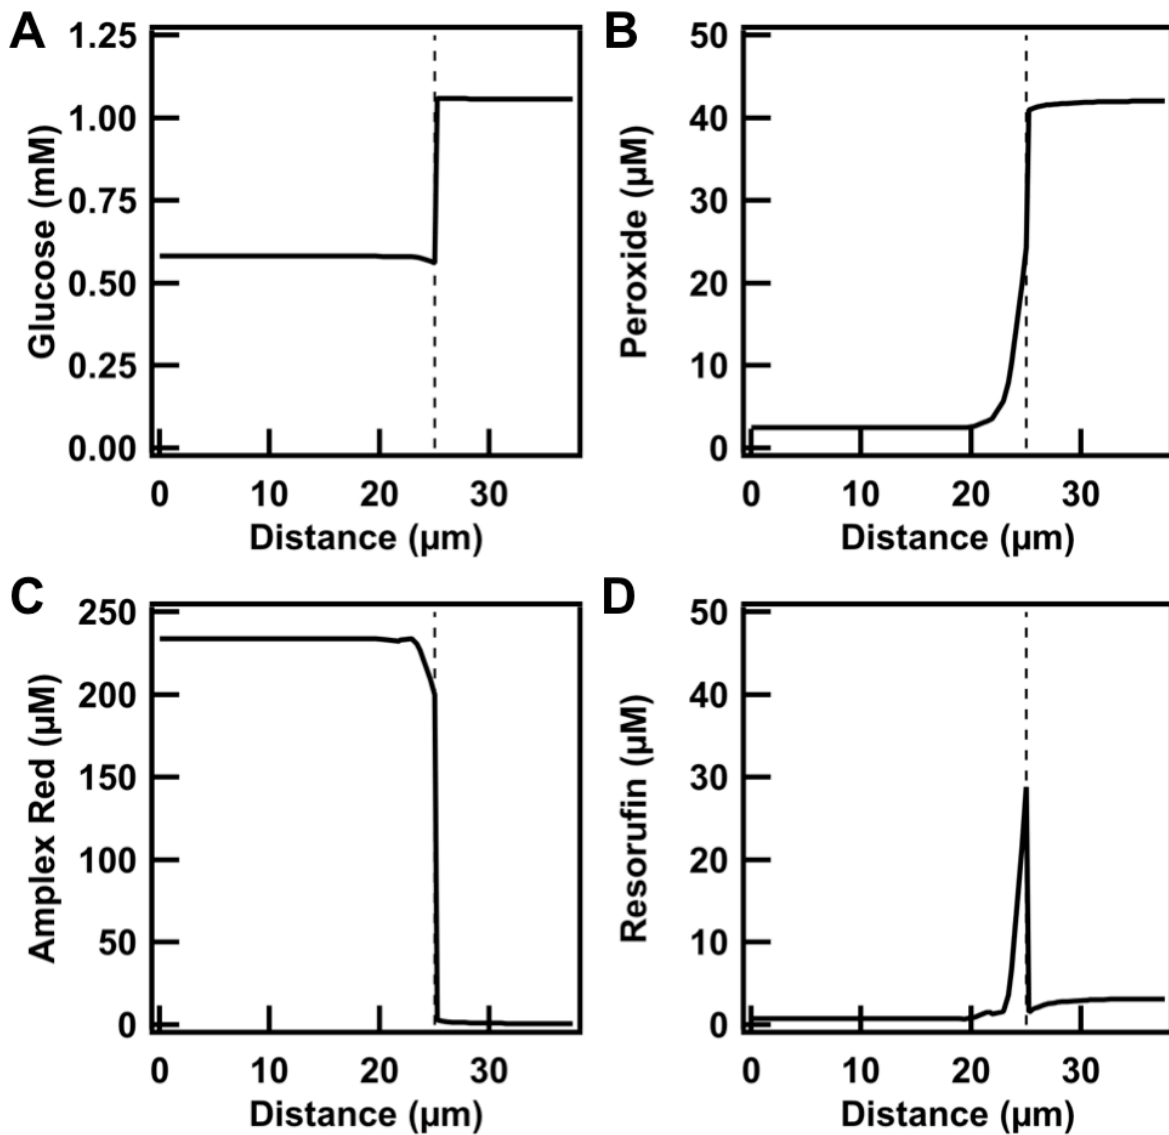 A
Glucose (mM)
1.25
1.00
0.75
0.50
0.25
0.00
0 10 20 30
Distance (µm)
B
Peroxide (µM)
50
40
30
20
10
0
0 10 20 30
Distance (µm)
C
Amplex Red (µM)
250
200
150
100
50
0
0 10 20 30
Distance (µm)
D
Resorufin (µM)
50
40
30
20
10
0
0 10 20 30
Distance (µm)